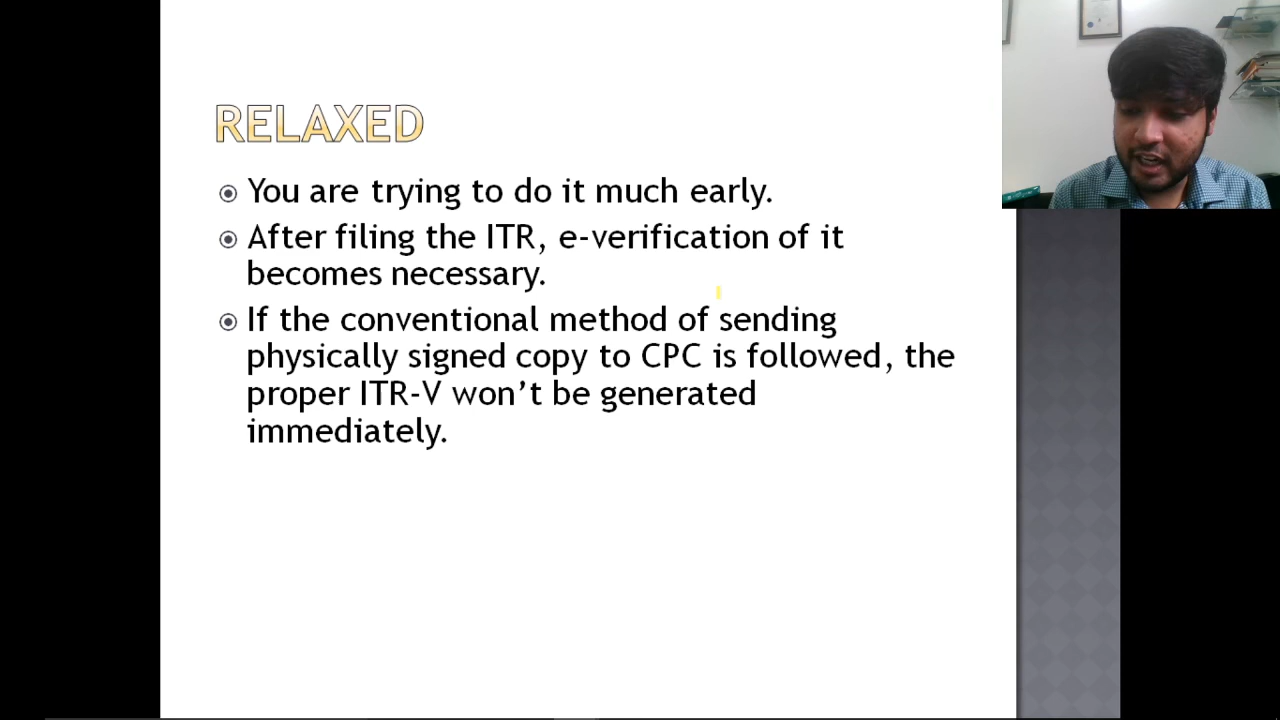 RELAXED
You are trying to do it much early.
After filing the ITR, e-verification of it
becomes necessary.
If the conventional method of sending
physically signed copy to CPC is followed, the
proper ITR-V won’t be generated
immediately.